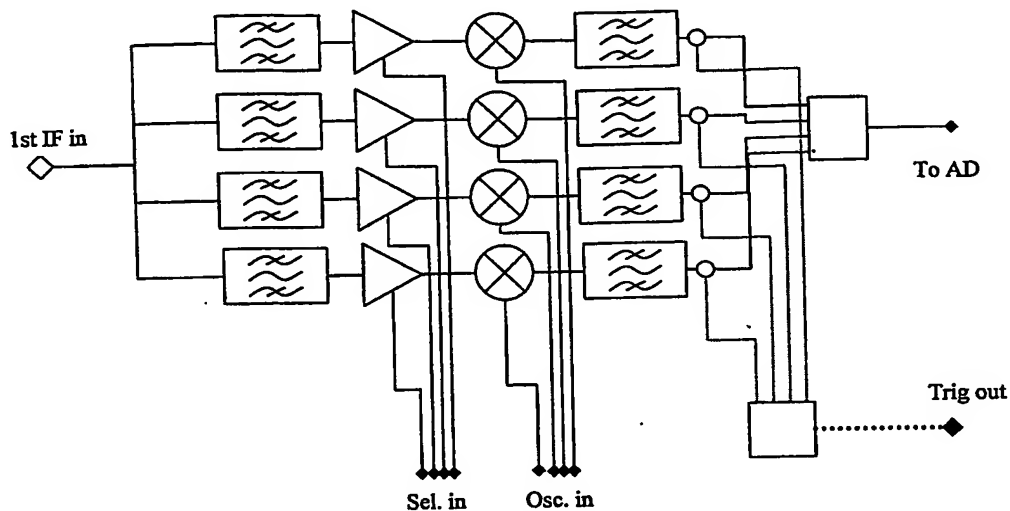 1st IF in
To AD
Trig out
Sel. in
Osc. in